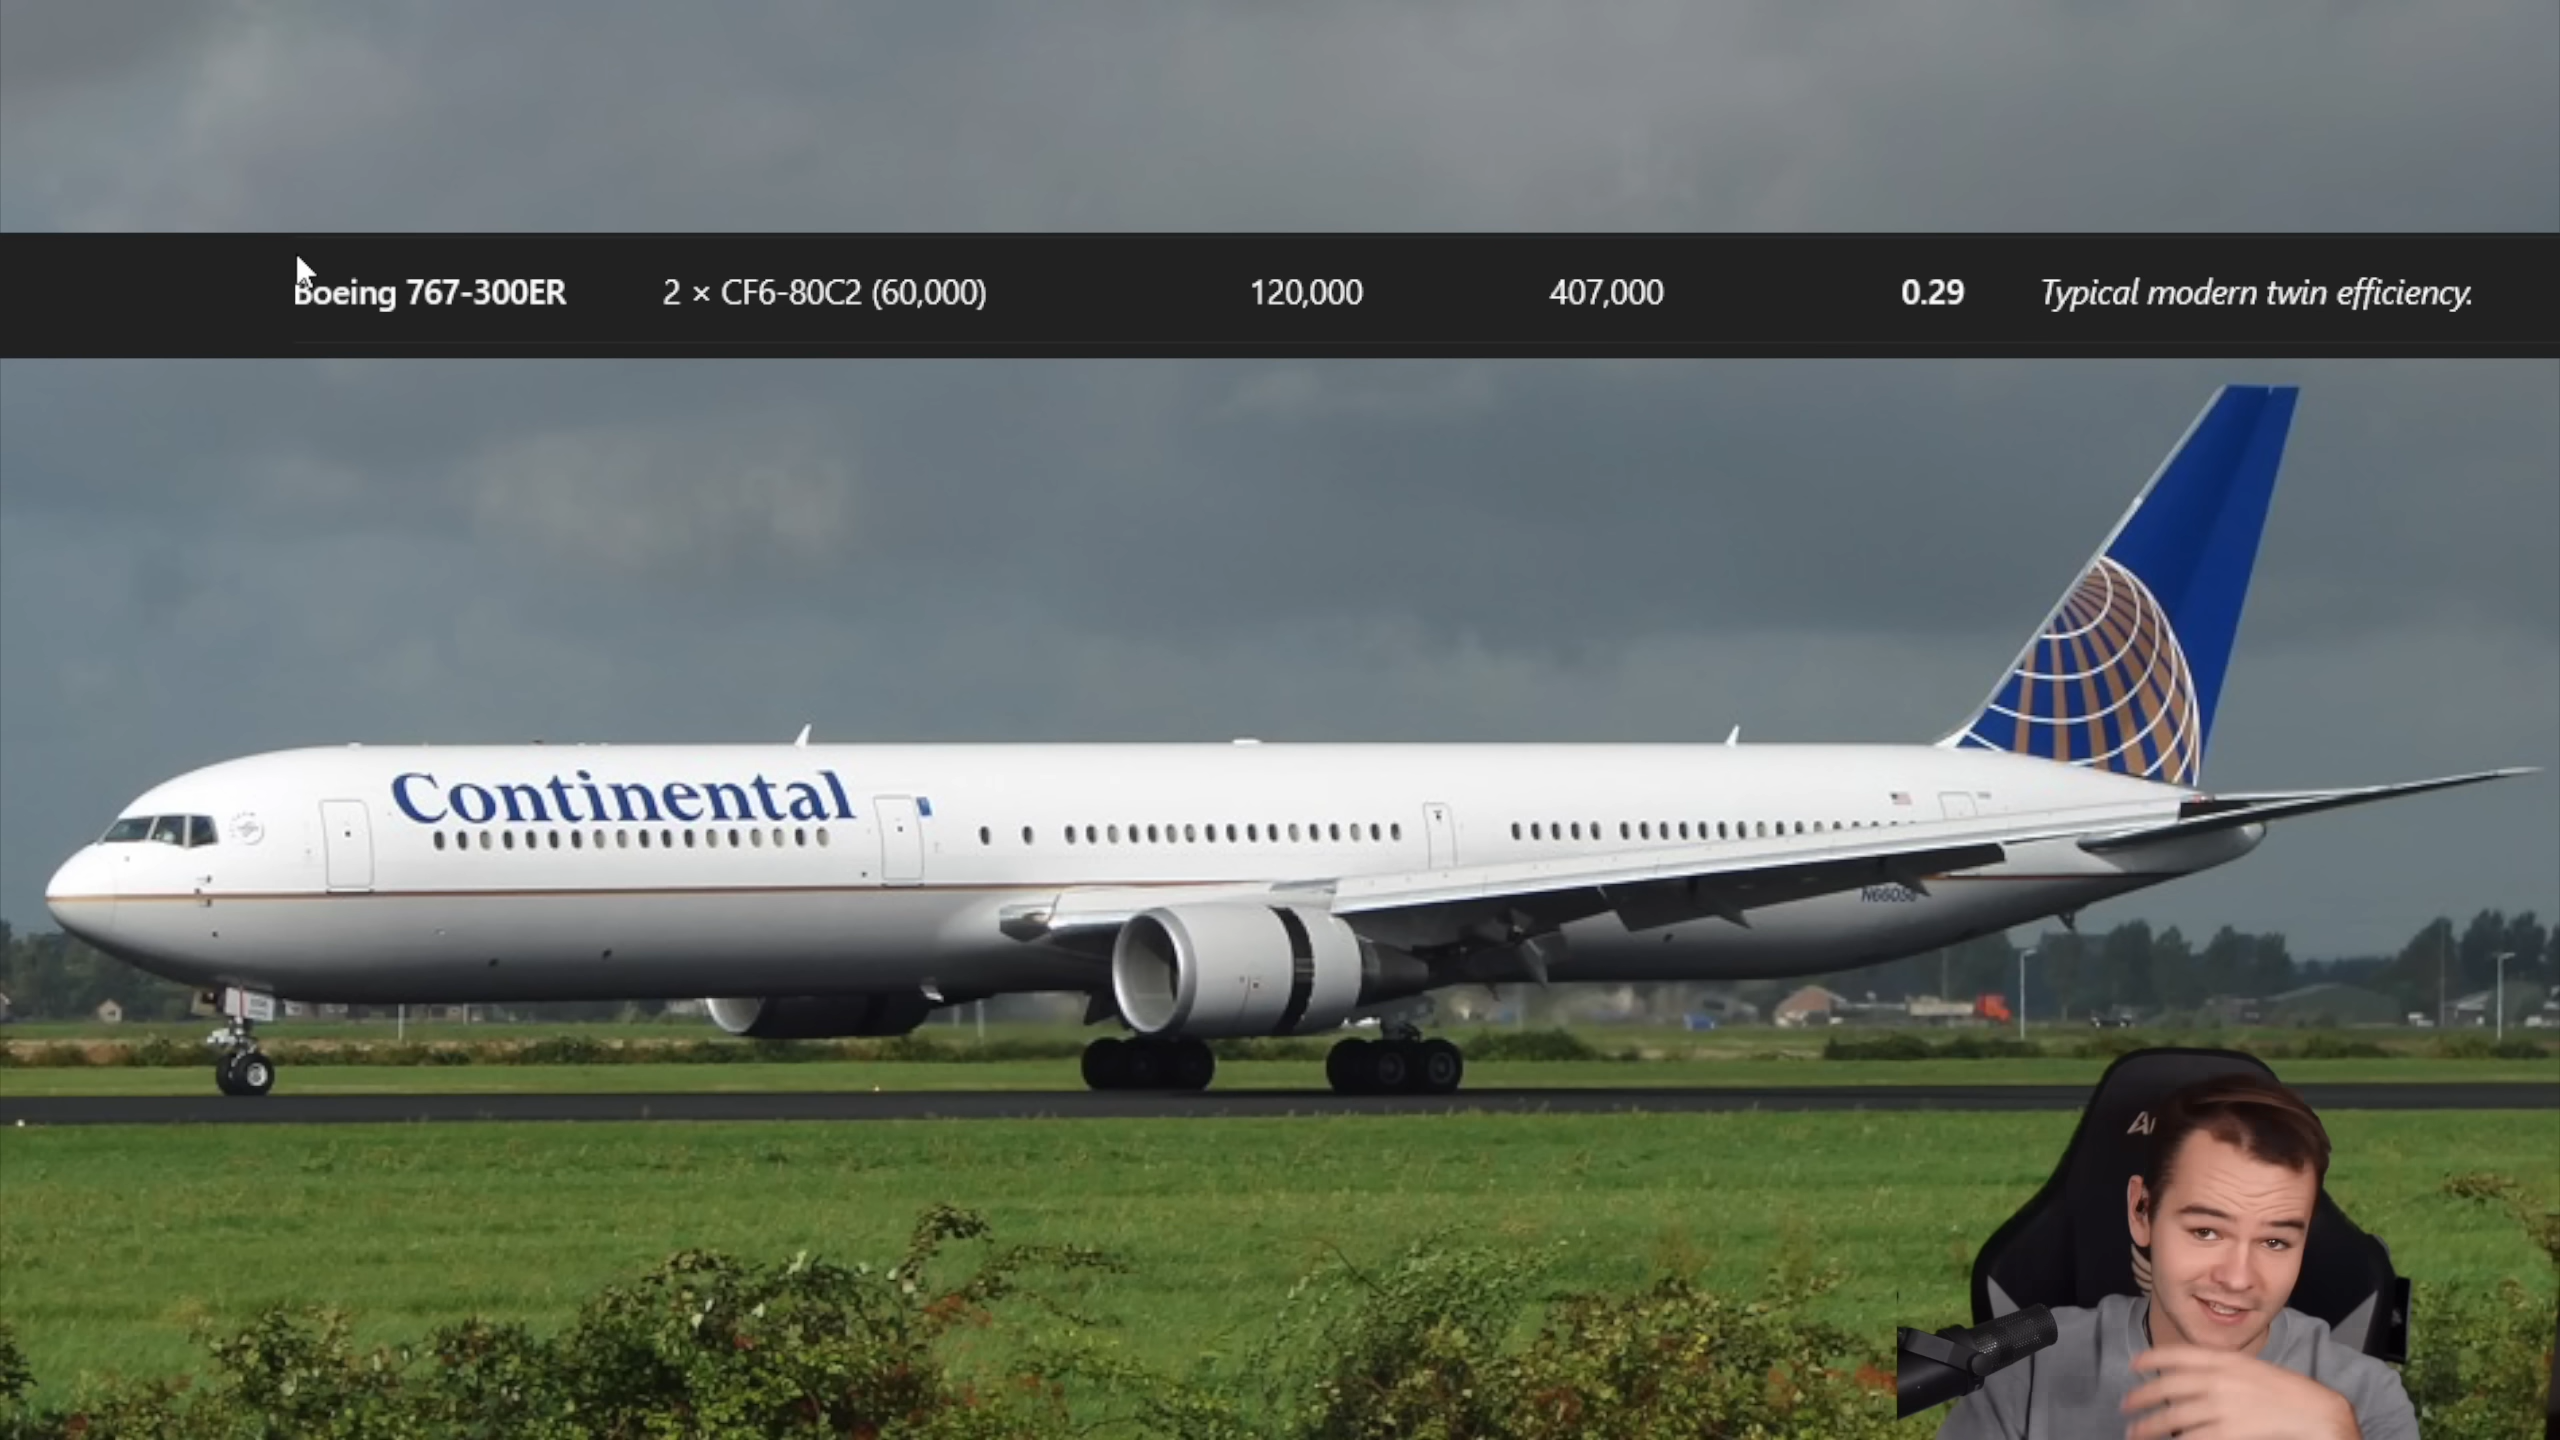 Boeing 767-300ER 2 × CF6-80C2 (60,000) 120,000 407,000 0.29 Typical modern twin efficiency.
Continental